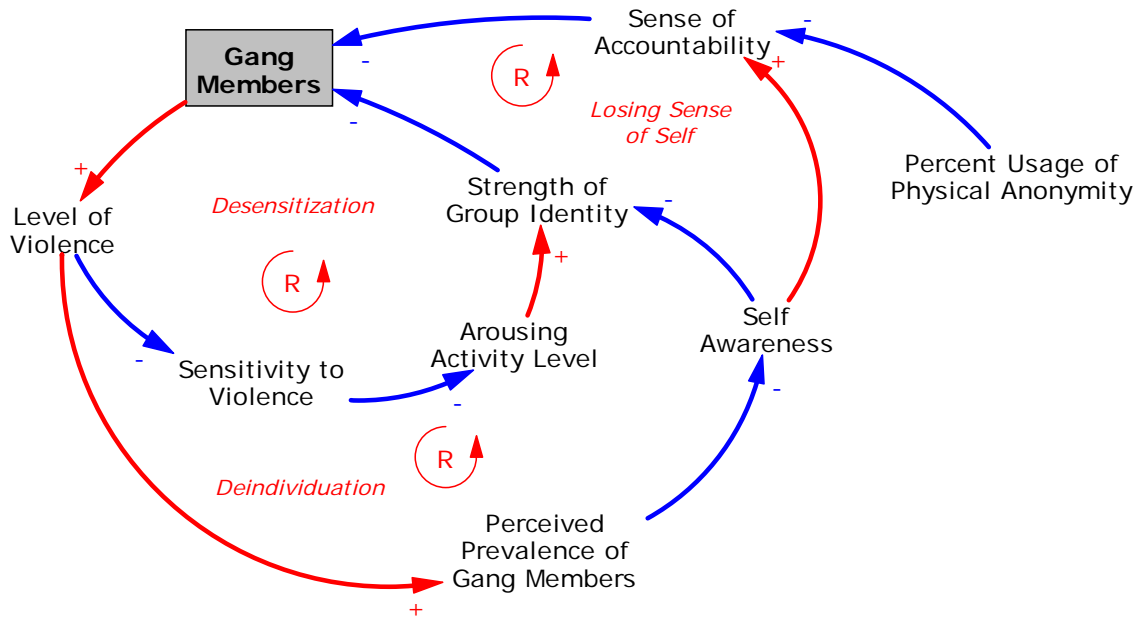 Sense of
Accountability
-
+
Gang
Members
-
-
R
Losing Sense
of Self
Percent Usage of
Physical Anonymity
+
Level of
Violence
Desensitization
Strength of
Group Identity
-
+
R
Self
Awareness
Arousing
Activity Level
-
Sensitivity to
Violence
-
-
R
Deindividuation
Perceived
Prevalence of
Gang Members
+